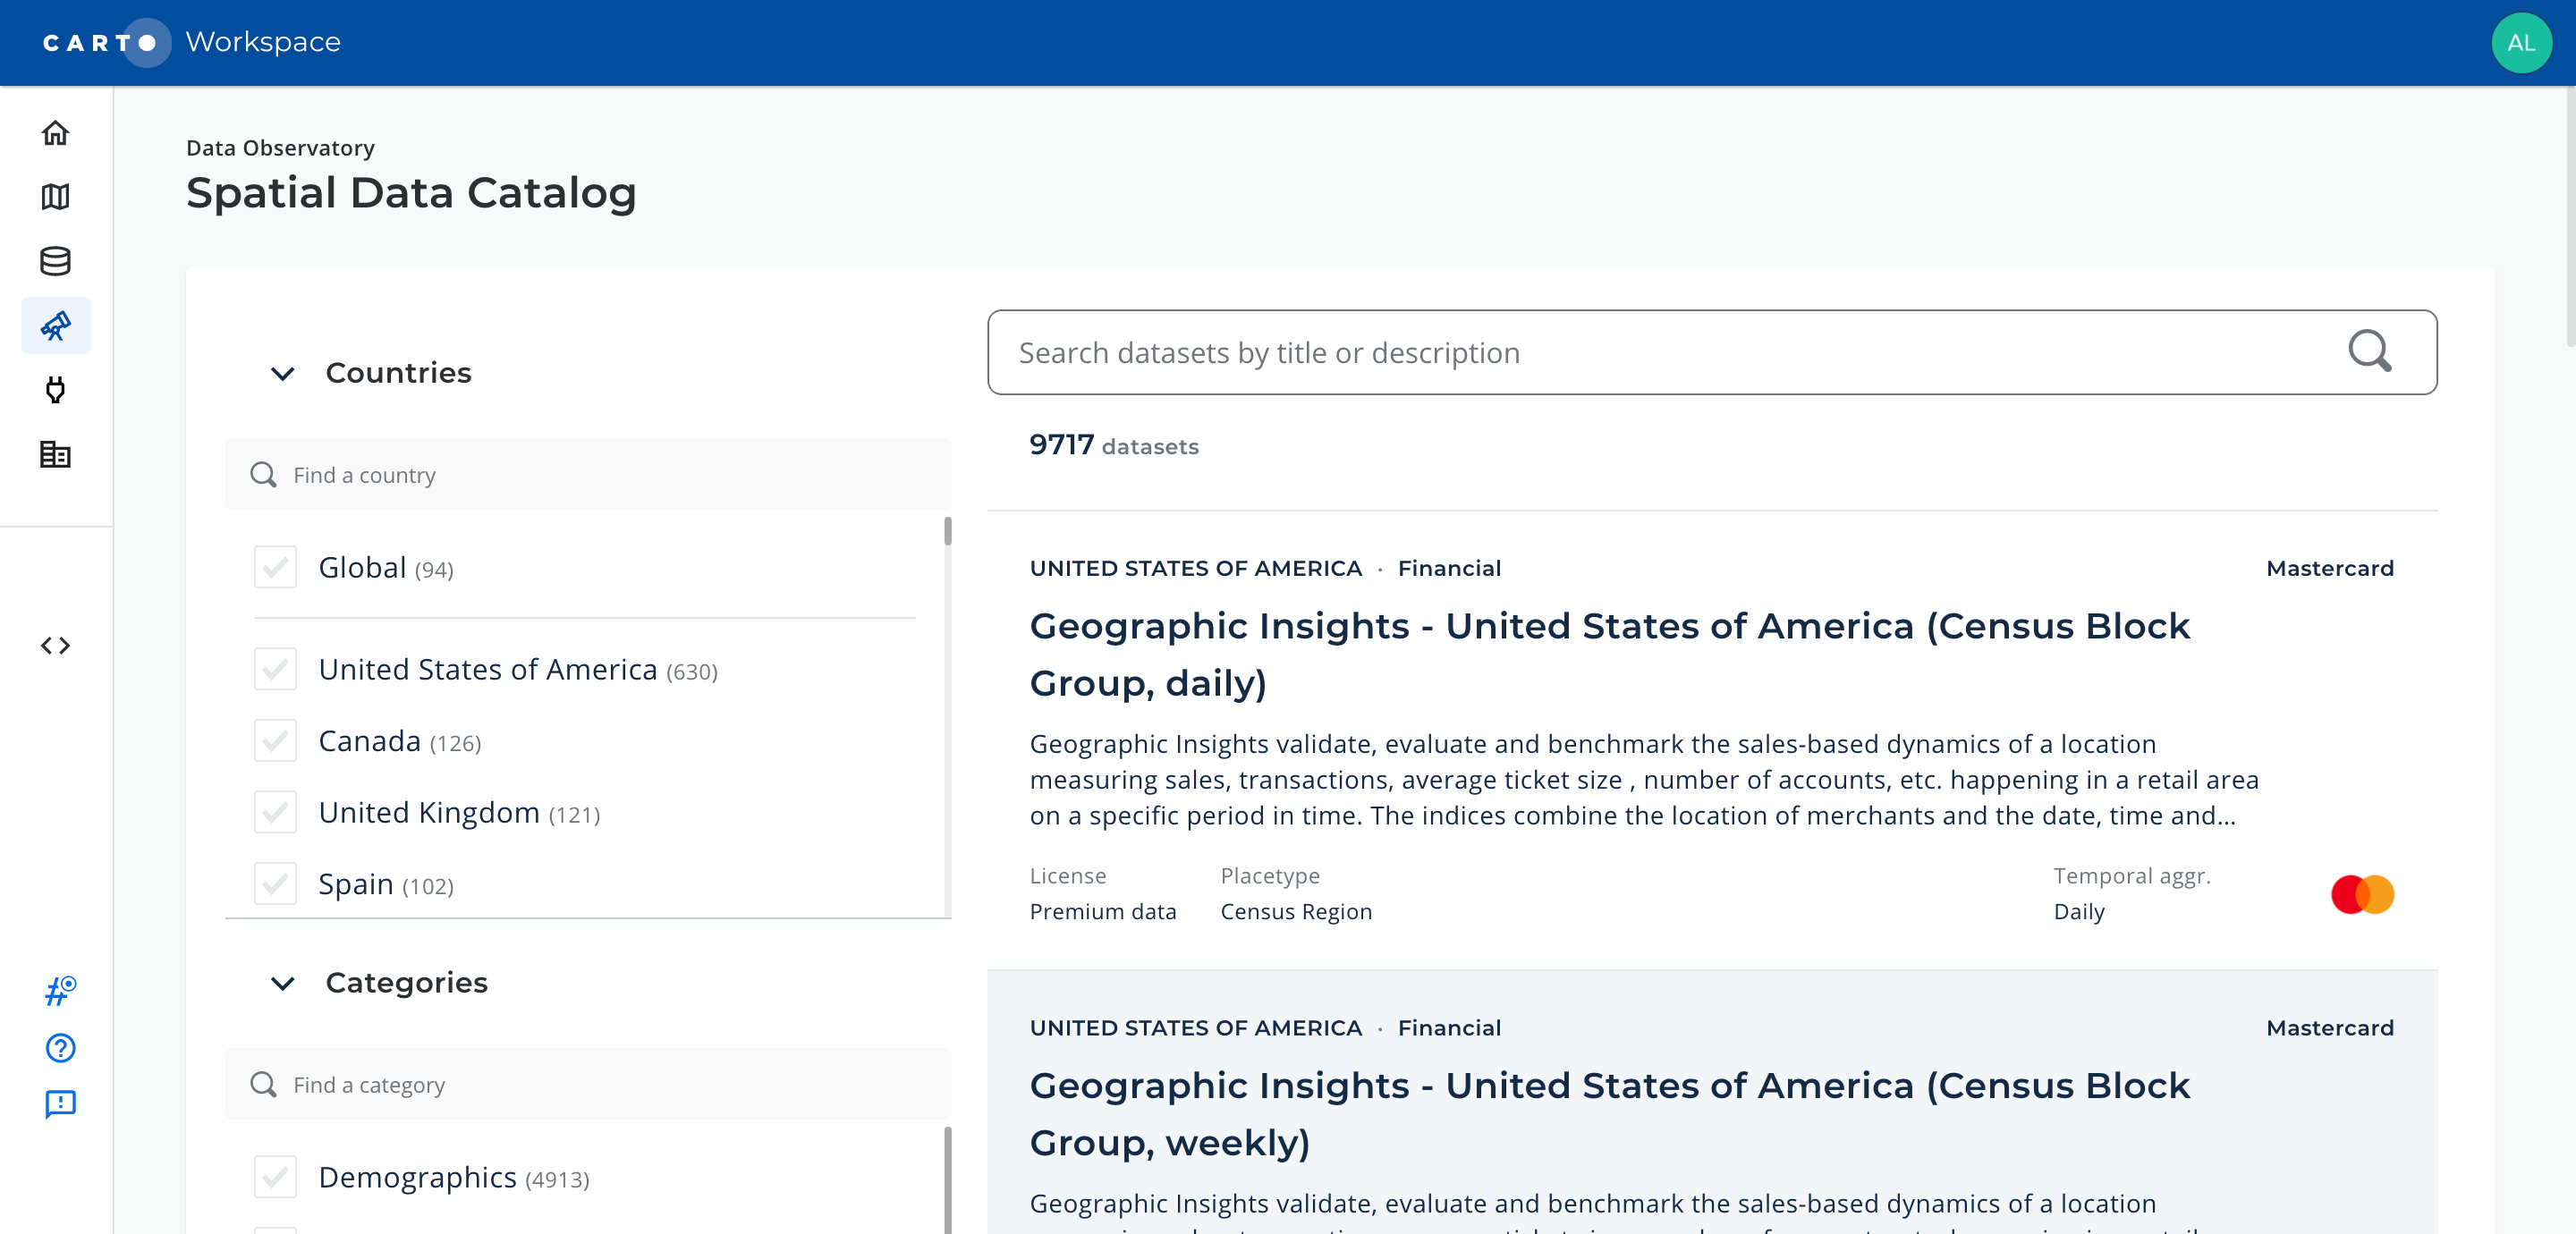 CARTO Workspace
AL
Data Observatory
Spatial Data Catalog
Countries
Find a country
Global (94)
United States of America (630)
Canada (126)
United Kingdom (121)
Spain (102)
Categories
Find a category
Demographics (4913)
Search datasets by title or description
9717 datasets
UNITED STATES OF AMERICA · Financial
Mastercard
Geographic Insights - United States of America (Census Block
Group, daily)
Geographic Insights validate, evaluate and benchmark the sales-based dynamics of a location
measuring sales, transactions, average ticket size , number of accounts, etc. happening in a retail area
on a specific period in time. The indices combine the location of merchants and the date, time and...
License
Premium data
Placetype
Census Region
Temporal aggr.
Daily
UNITED STATES OF AMERICA · Financial
Mastercard
Geographic Insights - United States of America (Census Block
Group, weekly)
Geographic Insights validate, evaluate and benchmark the sales-based dynamics of a location